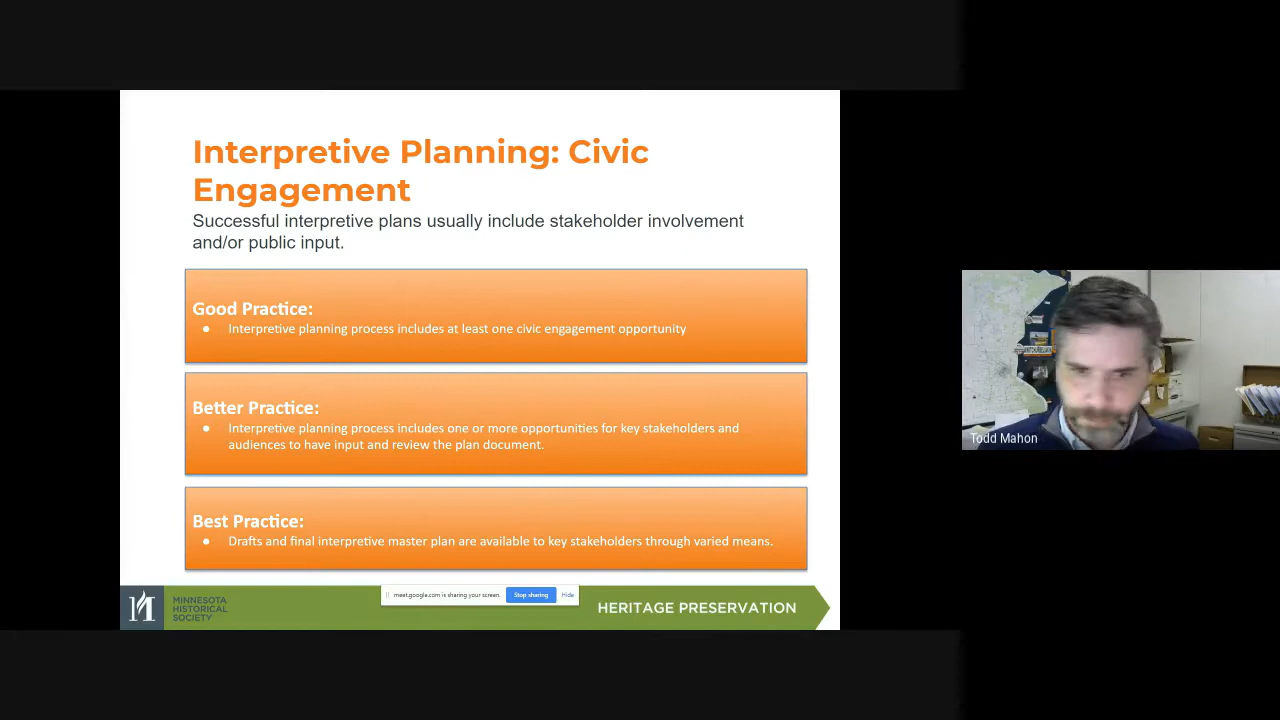 Interpretive Planning: Civic
Engagement
Successful interpretive plans usually include stakeholder involvement
and/or public input.
Good Practice:
● Interpretive planning process includes at least one civic engagement opportunity
Better Practice:
● Interpretive planning process includes one or more opportunities for key stakeholders and
audiences to have input and review the plan document.
Best Practice:
● Drafts and final interpretive master plan are available to key stakeholders through varied means.
MINNESOTA
HISTORICAL
SOCIETY
meet.google.com is sharing your screen. Stop sharing Hide
HERITAGE PRESERVATION
Todd Mahon